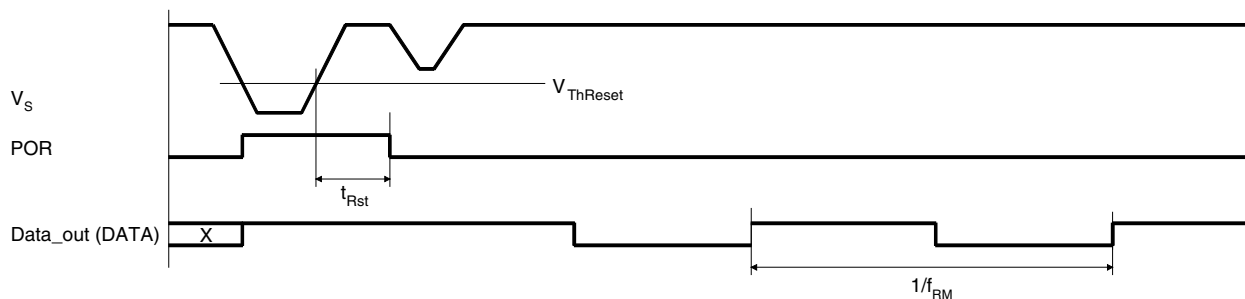 V_S
V_ThReset
POR
t_Rst
Data_out (DATA)
X
1/f_RM